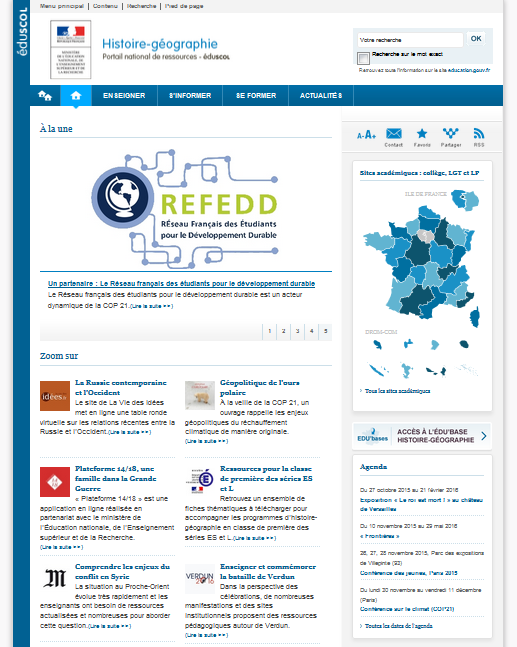 éduscol
Menu principal | Contenu | Recherche | Pied de page
Histoire-géographie
Portail national de ressources - éduscol
MINISTÈRE
DE L'ÉDUCATION
NATIONALE,
DE L'ENSEIGNEMENT
SUPÉRIEUR ET DE
LA RECHERCHE
Votre recherche
OK
Recherche sur le mot exact
Retrouvez toute l'information sur le site education.gouv.fr
ENSEIGNER
S'INFORMER
SE FORMER
ACTUALITÉS
À la une
REFEDD
RÉseau Français des Étudiants
pour le Développement Durable
Un partenaire : Le Réseau français des étudiants pour le développement durable
Le Réseau français des étudiants pour le développement durable est un acteur
dynamique de la COP 21.(Lire la suite >>)
1 2 3 4 5
Zoom sur
idées
La Russie contemporaine
et l'Occident
Le site de La Vie des Idées
met en ligne une table ronde
virtuelle sur les relations récentes entre la
Russie et l'Occident.(Lire la suite >>)
Géopolitique de l'ours
polaire
À la veille de la COP 21, un
ouvrage rappelle les enjeux
géopolitiques du réchauffement
climatique de manière originale.
(Lire la suite >>)
Plateforme 14/18, une
famille dans la Grande
Guerre
« Plateforme 14/18 » est une
application en ligne réalisée en
partenariat avec le ministère de
l'Éducation nationale, de l'Enseignement
supérieur et de la Recherche.
(Lire la suite >>)
Ressources pour la classe
de première des séries ES
et L
Retrouvez un ensemble de
fiches thématiques à télécharger pour
accompagner les programmes d'histoire-
géographie en classe de première des
séries ES et L.(Lire la suite >>)
M
Comprendre les enjeux du
conflit en Syrie
La situation au Proche-Orient
évolue très rapidement et les
enseignants ont besoin de ressources
actualisées et nombreuses pour aborder
cette question.(Lire la suite >>)
VERDUN
2016
Enseigner et commémorer
la bataille de Verdun
Dans la perspective des
célébrations, de nombreuses
manifestations et des sites
institutionnels proposent des ressources
pédagogiques autour de Verdun.
(Lire la suite >>)
A-A+
Contact
Favoris
Partager
RSS
Sites académiques : collège, LGT et LP
ILE DE FRANCE
DROM-COM
› Tous les sites académiques
EDU'bases
ACCÈS À L'ÉDU'BASE
HISTOIRE-GÉOGRAPHIE
Agenda
Du 27 octobre 2015 au 21 février 2016
Exposition « Le roi est mort ! » au château
de Versailles
Du 10 novembre 2015 au 29 mai 2016
« Frontières »
26, 27, 28 novembre 2015, Parc des expositions
de Villepinte (93)
Conférence des jeunes, Paris 2015
Du lundi 30 novembre au vendredi 11 décembre
(Paris)
Conférence sur le climat (COP21)
› Toutes les dates de l'agenda